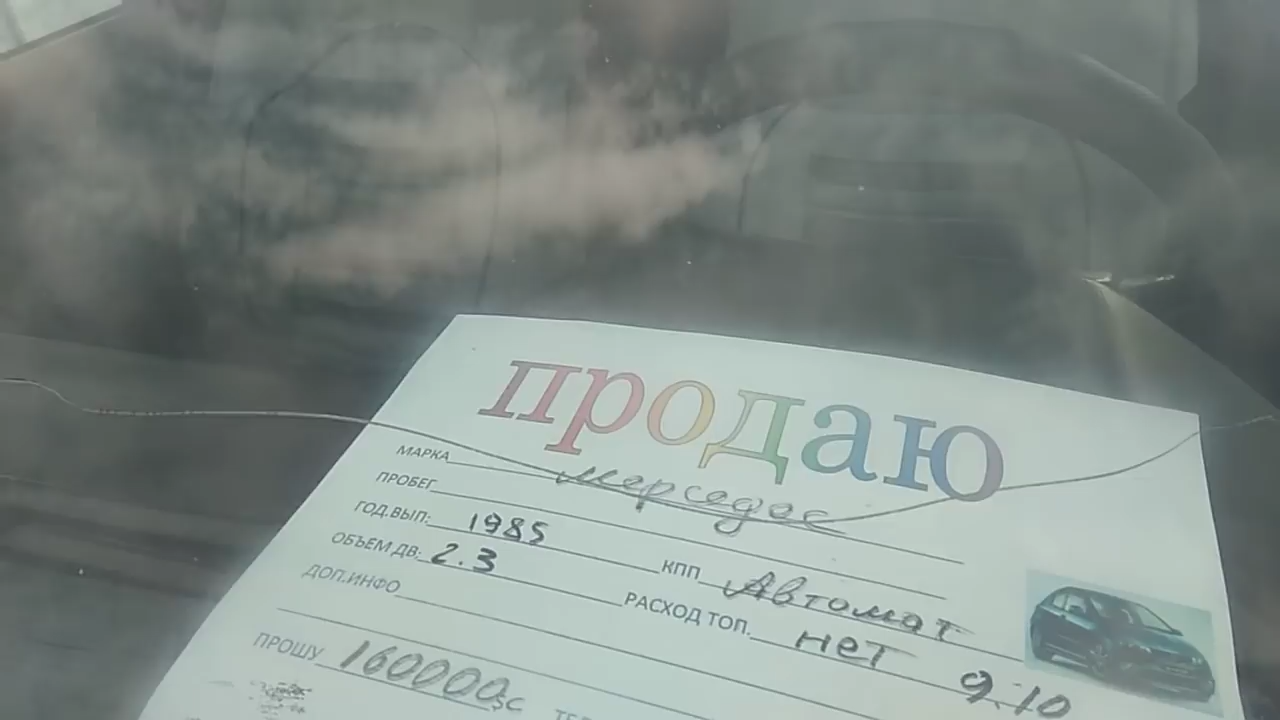 продаю
МАРКА мерседес
ПРОБЕГ
ГОД.ВЫП: 1985 КПП Автомат
ОБЪЕМ ДВ: 2.3 РАСХОД ТОП. нет 9.10
ДОП.ИНФО
ПРОШУ 160000 с